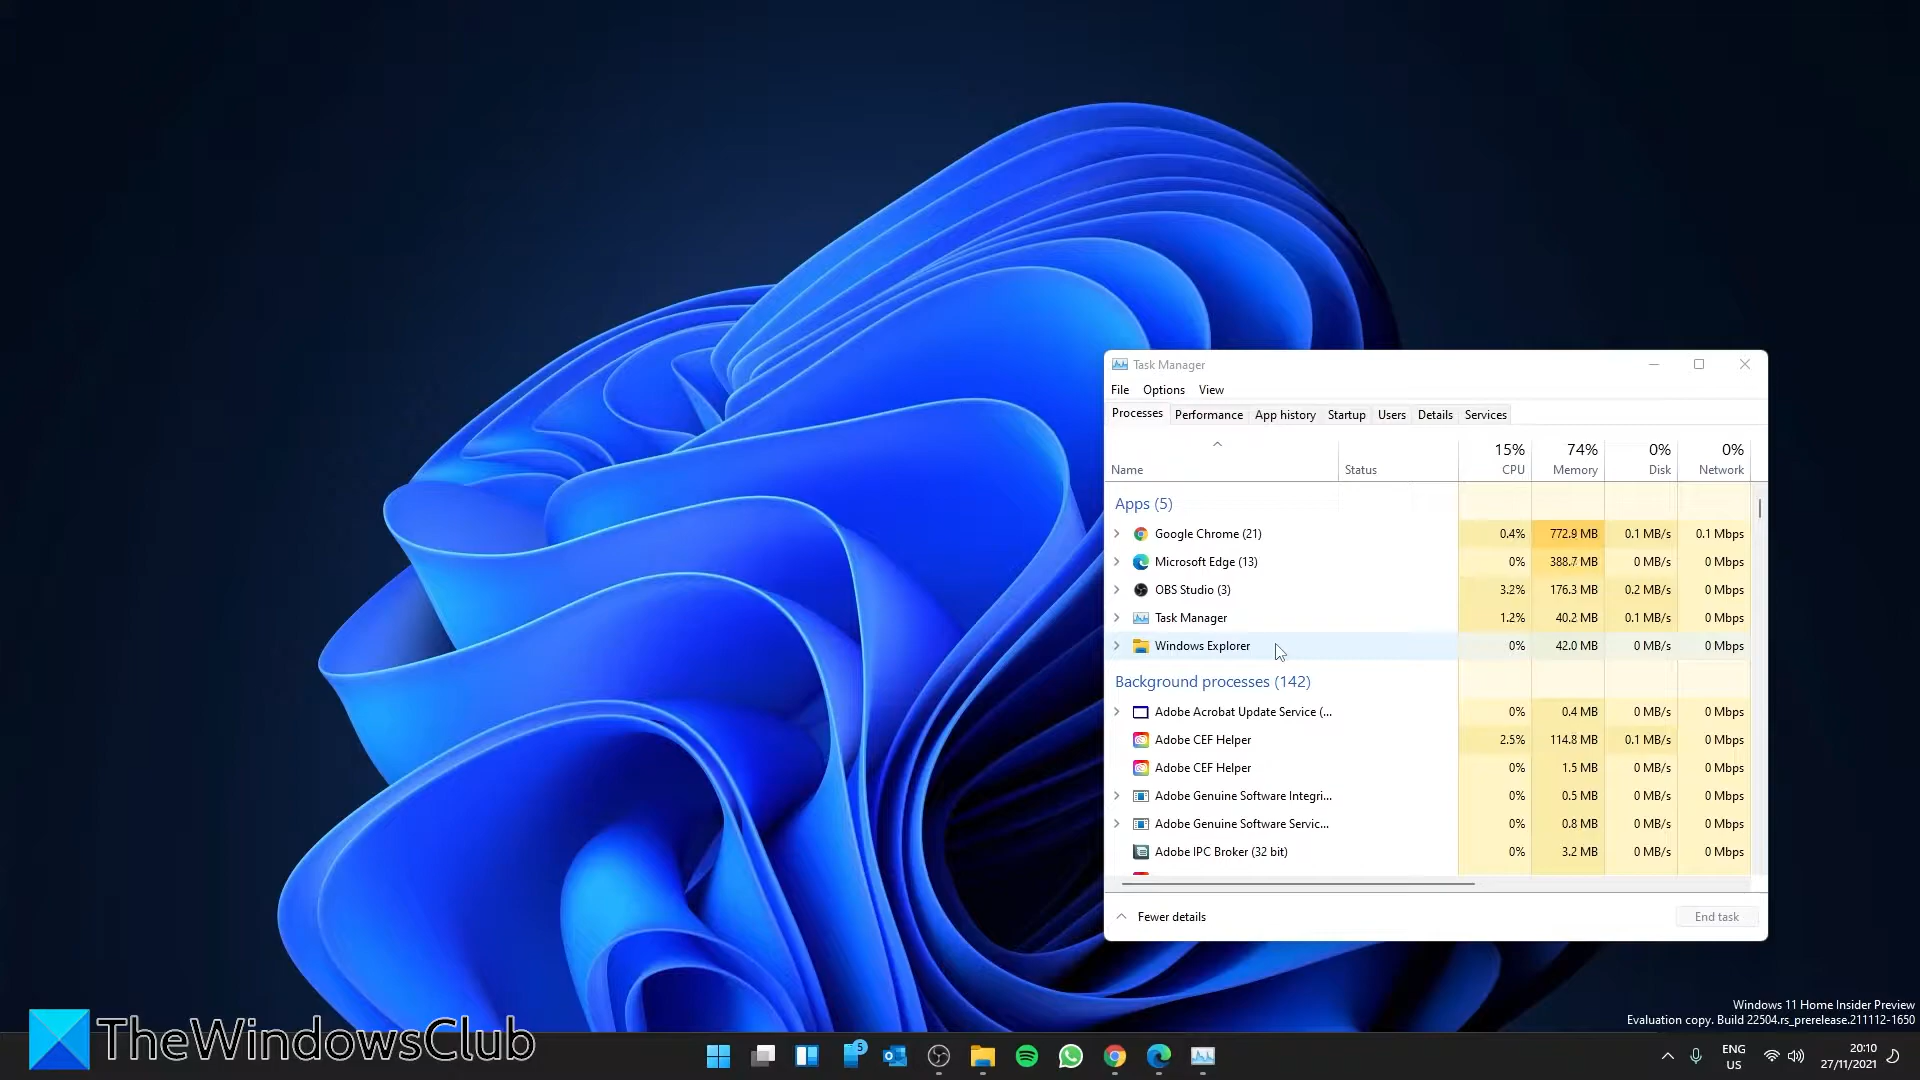 Task Manager
File Options View
Processes Performance App history Startup Users Details Services
15% 74% 0% 0%
Name Status CPU Memory Disk Network
Apps (5)
Google Chrome (21) 0.4% 772.9 MB 0.1 MB/s 0.1 Mbps
Microsoft Edge (13) 0% 388.7 MB 0 MB/s 0 Mbps
OBS Studio (3) 3.2% 176.3 MB 0.2 MB/s 0 Mbps
Task Manager 1.2% 40.2 MB 0.1 MB/s 0 Mbps
Windows Explorer 0% 42.0 MB 0 MB/s 0 Mbps
Background processes (142)
Adobe Acrobat Update Service (... 0% 0.4 MB 0 MB/s 0 Mbps
Adobe CEF Helper 2.5% 114.8 MB 0.1 MB/s 0 Mbps
Adobe CEF Helper 0% 1.5 MB 0 MB/s 0 Mbps
Adobe Genuine Software Integri... 0% 0.5 MB 0 MB/s 0 Mbps
Adobe Genuine Software Servic... 0% 0.8 MB 0 MB/s 0 Mbps
Adobe IPC Broker (32 bit) 0% 3.2 MB 0 MB/s 0 Mbps
Fewer details End task
Windows 11 Home Insider Preview
Evaluation copy. Build 22504.rs_prerelease.211112-1650
TheWindowsClub
5
ENG
US
20:10
27/11/2021